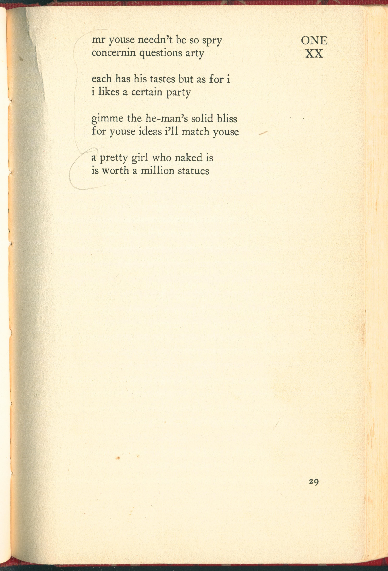 mr youse needn't be so spry
concernin questions arty
each has his tastes but as for i
i likes a certain party
gimme the he-man's solid bliss
for youse ideas i'll match youse
a pretty girl who naked is
is worth a million statues
ONE
XX
29